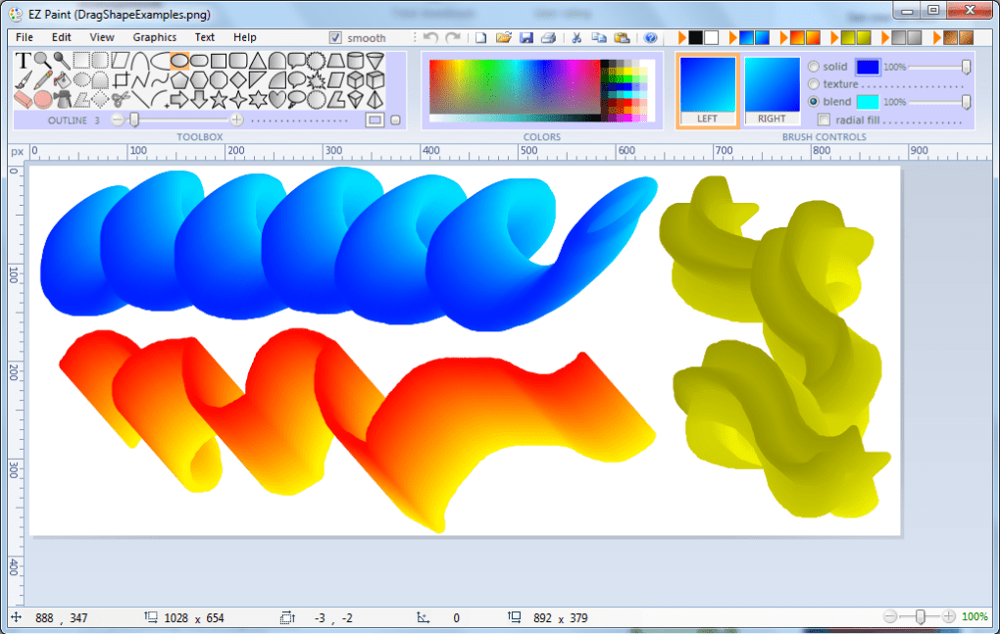 EZ Paint (DragShapeExamples.png)
File Edit View Graphics Text Help smooth
T
solid 100%
texture
blend 100%
radial fill
LEFT RIGHT
OUTLINE 3
TOOLBOX COLORS BRUSH CONTROLS
px 0 100 200 300 400 500 600 700 800 900
0
100
200
300
400
888 , 347 1028 x 654 -3 , -2 0 892 x 379 100%